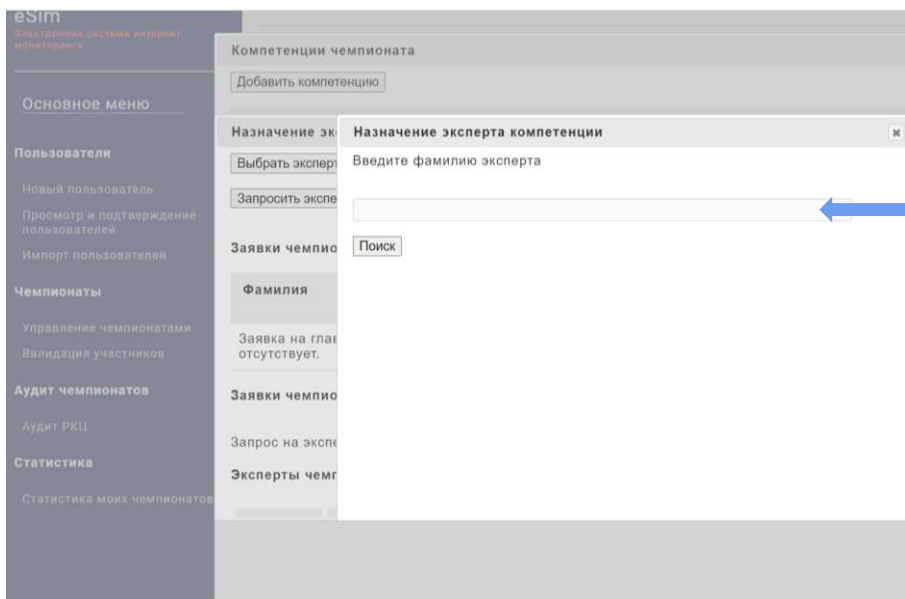 eSim
Электронная система интернет
мониторинга
Основное меню
Пользователи
Новый пользователь
Просмотр и подтверждение
пользователей
Импорт пользователей
Чемпионаты
Управление чемпионатами
Валидация участников
Аудит чемпионатов
Аудит РКЦ
Статистика
Статистика моих чемпионатов
Компетенции чемпионата
Добавить компетенцию
Назначение эк
Выбрать эксперт
Запросить экспе
Заявки чемпио
Фамилия
Заявка на глав
отсутствует.
Заявки чемпио
Запрос на экспе
Эксперты чемп
Назначение эксперта компетенции
Введите фамилию эксперта
Поиск